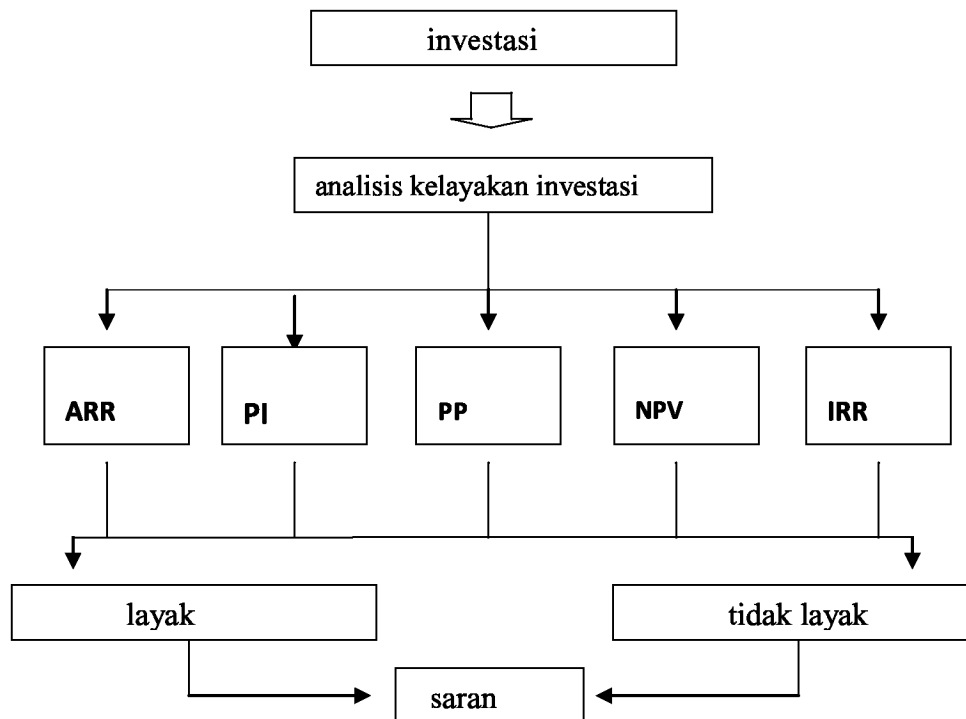 investasi
analisis kelayakan investasi
ARR
PI
PP
NPV
IRR
layak
tidak layak
saran